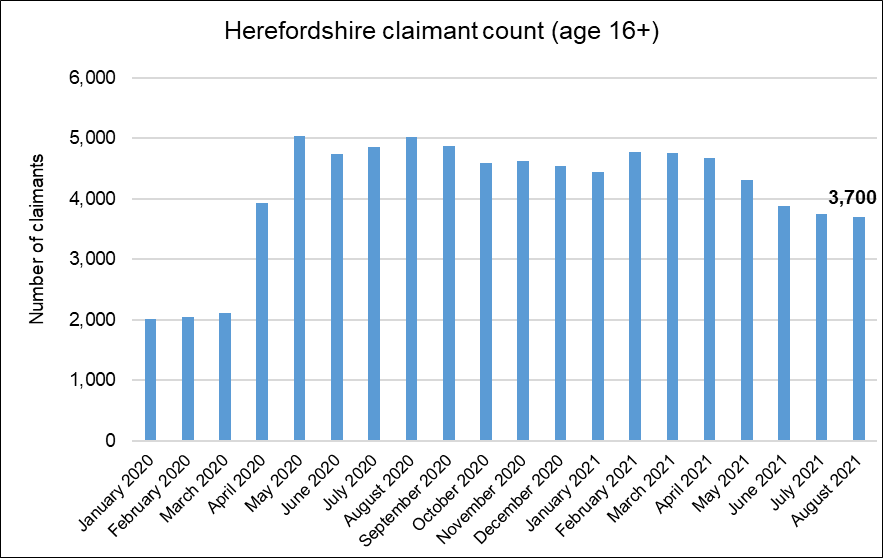 Herefordshire claimant count (age 16+)
Number of claimants
6,000
5,000
4,000
3,000
2,000
1,000
0
3,700
January 2020
February 2020
March 2020
April 2020
May 2020
June 2020
July 2020
August 2020
September 2020
October 2020
November 2020
December 2020
January 2021
February 2021
March 2021
April 2021
May 2021
June 2021
July 2021
August 2021